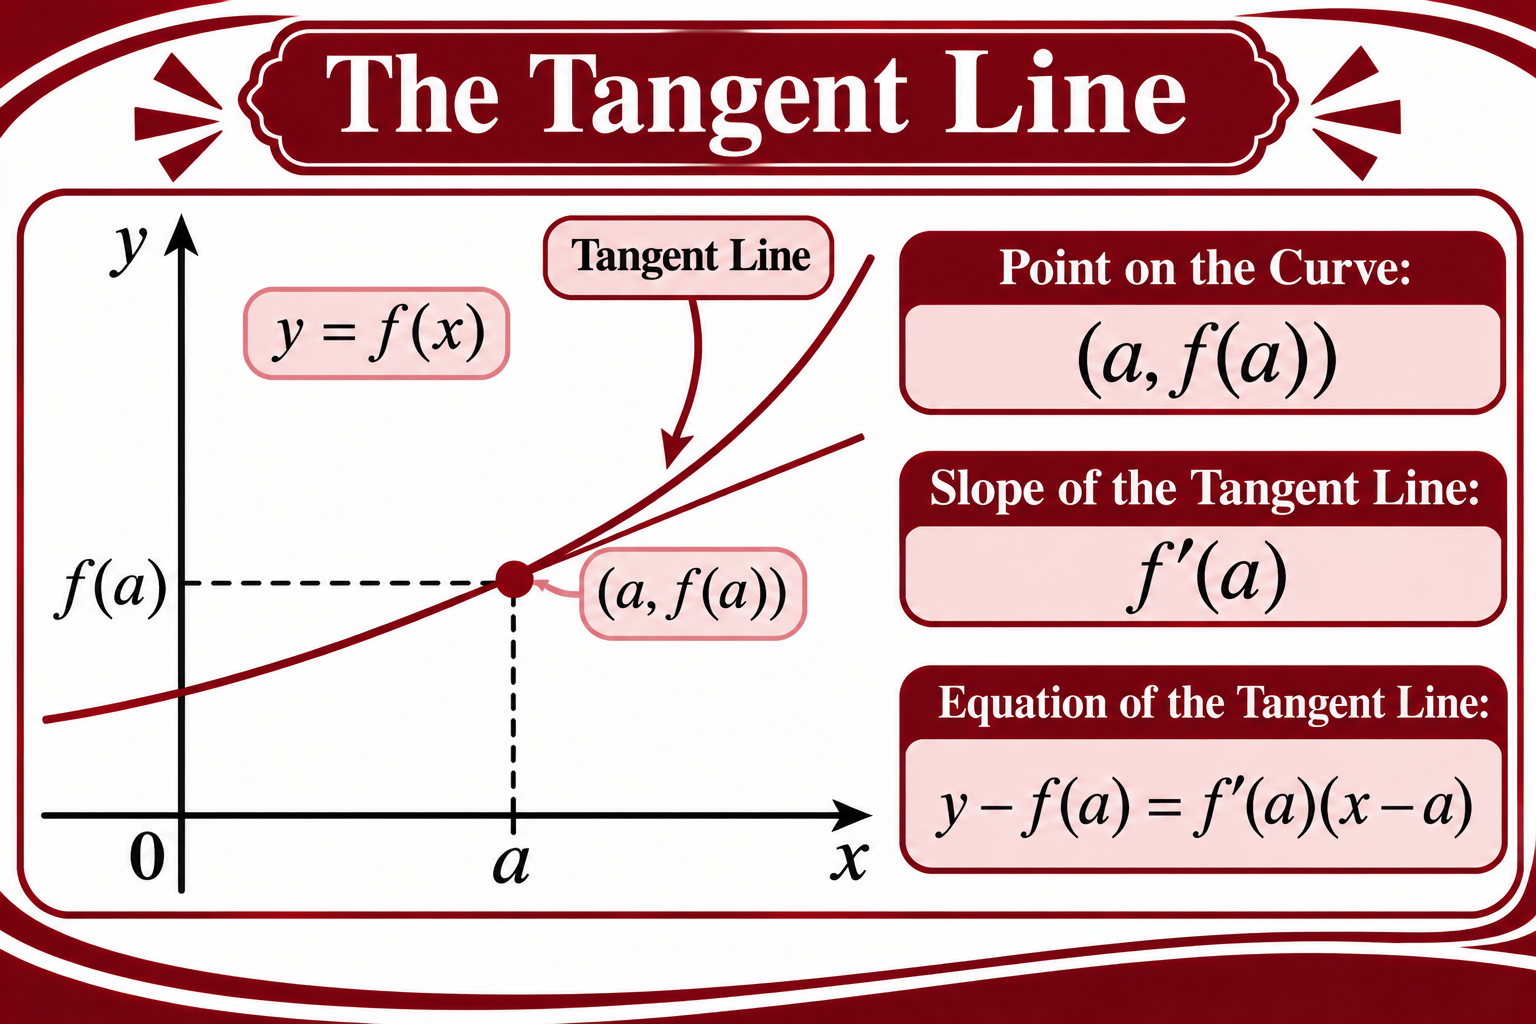 The Tangent Line
y
Tangent Line
y = f(x)
f(a)
(a, f(a))
0
a
x
Point on the Curve:
(a, f(a))
Slope of the Tangent Line:
f′(a)
Equation of the Tangent Line:
y − f(a) = f′(a)(x − a)